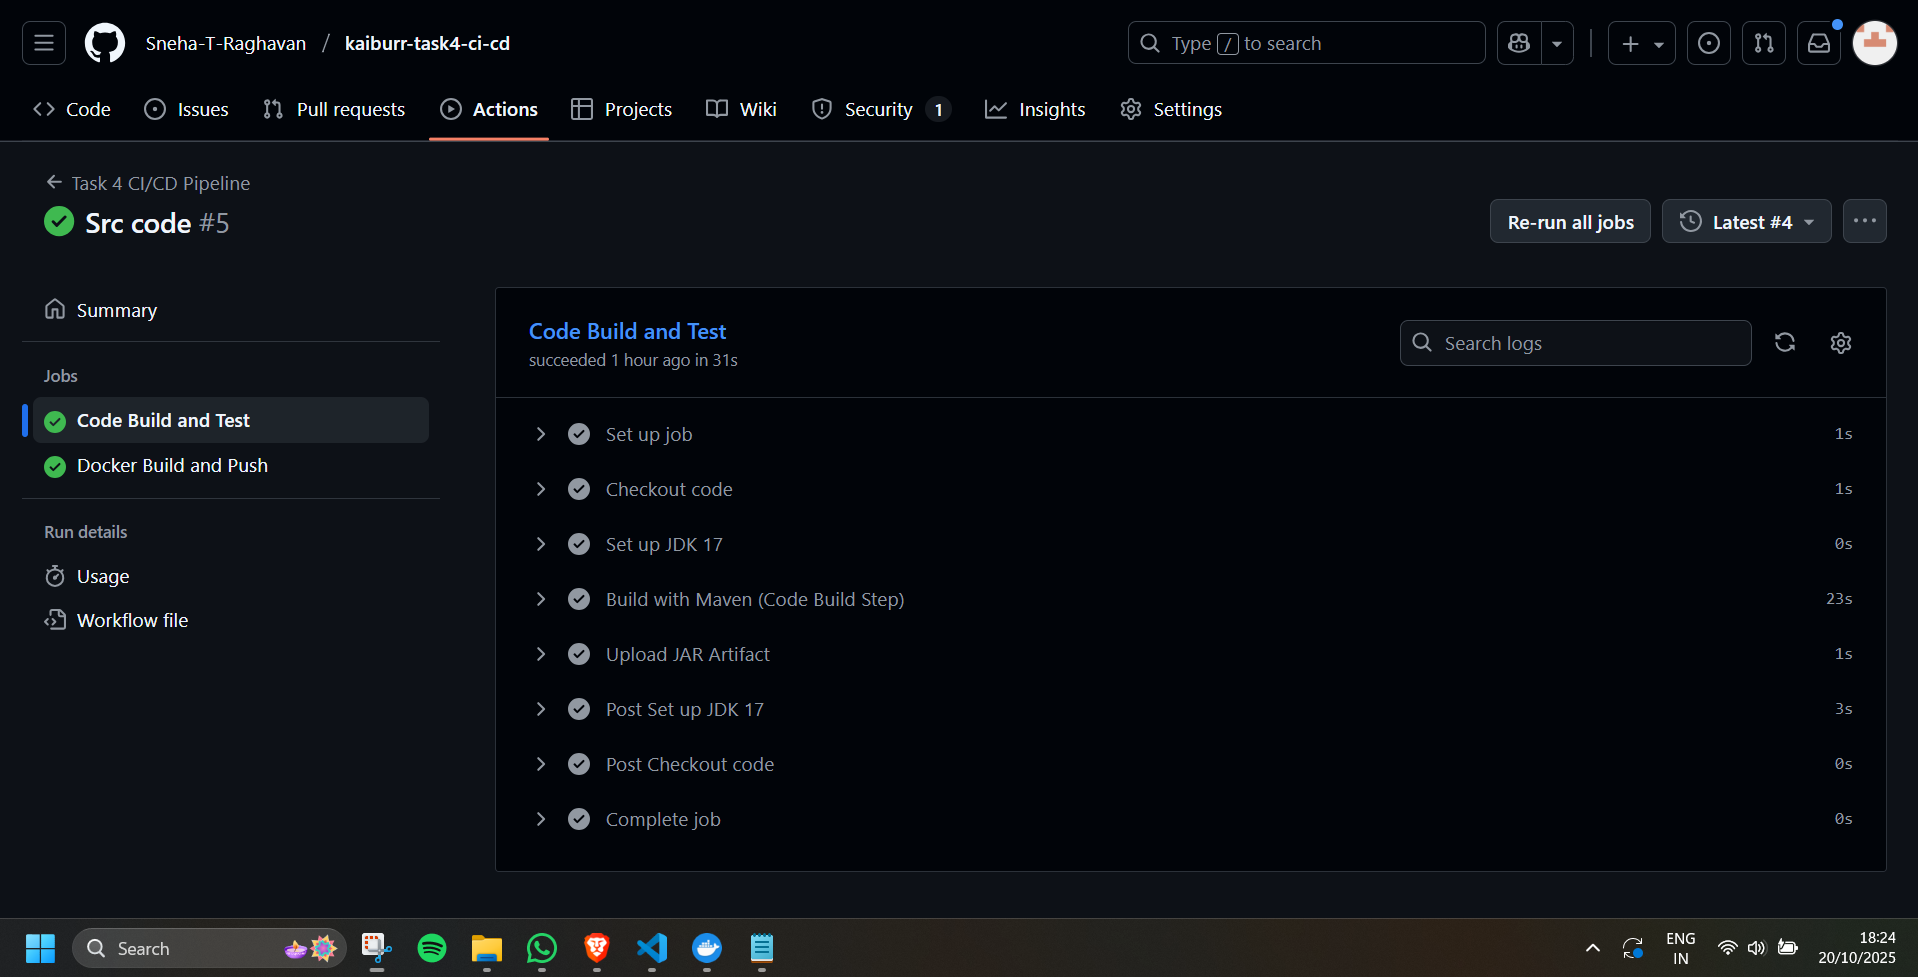 Sneha-T-Raghavan / kaiburr-task4-ci-cd
Type / to search
Code
Issues
Pull requests
Actions
Projects
Wiki
Security 1
Insights
Settings
Task 4 CI/CD Pipeline
Src code #5
Re-run all jobs
Latest #4
Summary
Jobs
Code Build and Test
Docker Build and Push
Run details
Usage
Workflow file
Code Build and Test
succeeded 1 hour ago in 31s
Search logs
Set up job 1s
Checkout code 1s
Set up JDK 17 0s
Build with Maven (Code Build Step) 23s
Upload JAR Artifact 1s
Post Set up JDK 17 3s
Post Checkout code 0s
Complete job 0s
Search
ENG
IN
18:24
20/10/2025